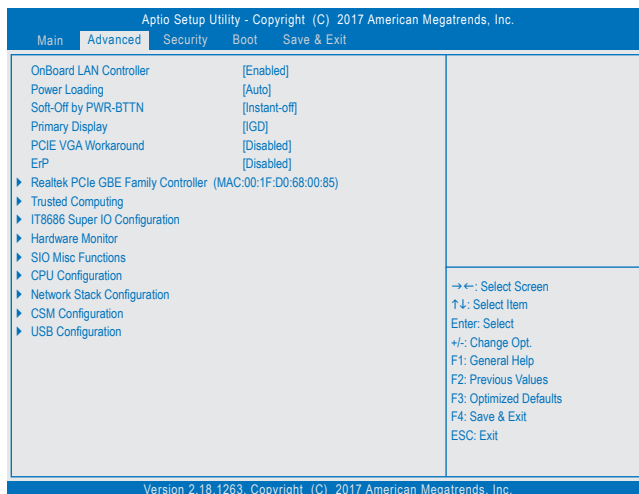 Aptio Setup Utility - Copyright (C) 2017 American Megatrends, Inc.
Main Advanced Security Boot Save & Exit
OnBoard LAN Controller [Enabled]
Power Loading [Auto]
Soft-Off by PWR-BTTN [Instant-off]
Primary Display [IGD]
PCIE VGA Workaround [Disabled]
ErP [Disabled]
Realtek PCIe GBE Family Controller (MAC:00:1F:D0:68:00:85)
Trusted Computing
IT8686 Super IO Configuration
Hardware Monitor
SIO Misc Functions
CPU Configuration
Network Stack Configuration
CSM Configuration
USB Configuration
→←: Select Screen
↑↓: Select Item
Enter: Select
+/-: Change Opt.
F1: General Help
F2: Previous Values
F3: Optimized Defaults
F4: Save & Exit
ESC: Exit
Version 2.18.1263. Copyright (C) 2017 American Megatrends, Inc.